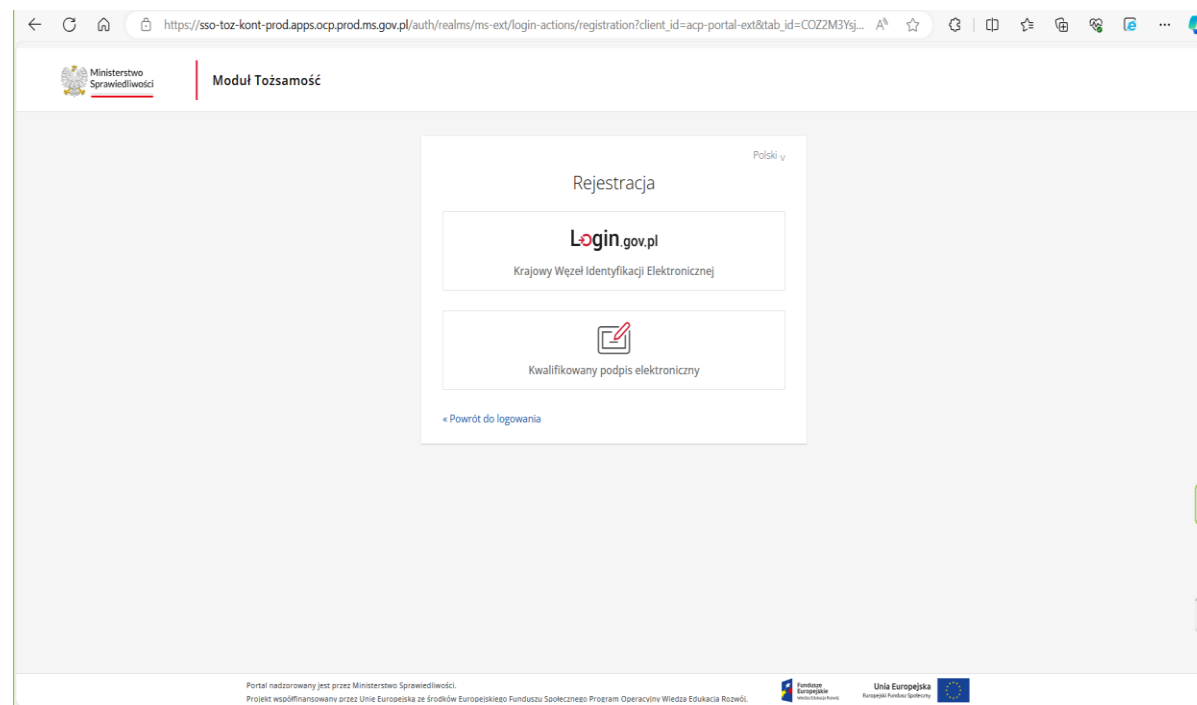 https://sso-toz-kont-prod.apps.ocp.prod.ms.gov.pl/auth/realms/ms-ext/login-actions/registration?client_id=acp-portal-ext&tab_id=COZ2M3Ysj...
Ministerstwo
Sprawiedliwości
Moduł Tożsamość
Polski
Rejestracja
Login.gov.pl
Krajowy Węzeł Identyfikacji Elektronicznej
Kwalifikowany podpis elektroniczny
« Powrót do logowania
Portal nadzorowany jest przez Ministerstwo Sprawiedliwości.
Projekt współfinansowany przez Unię Europejską ze środków Europejskiego Funduszu Społecznego Program Operacyjny Wiedza Edukacja Rozwój.
Fundusze
Europejskie
Wiedza Edukacja Rozwój
Unia Europejska
Europejski Fundusz Społeczny